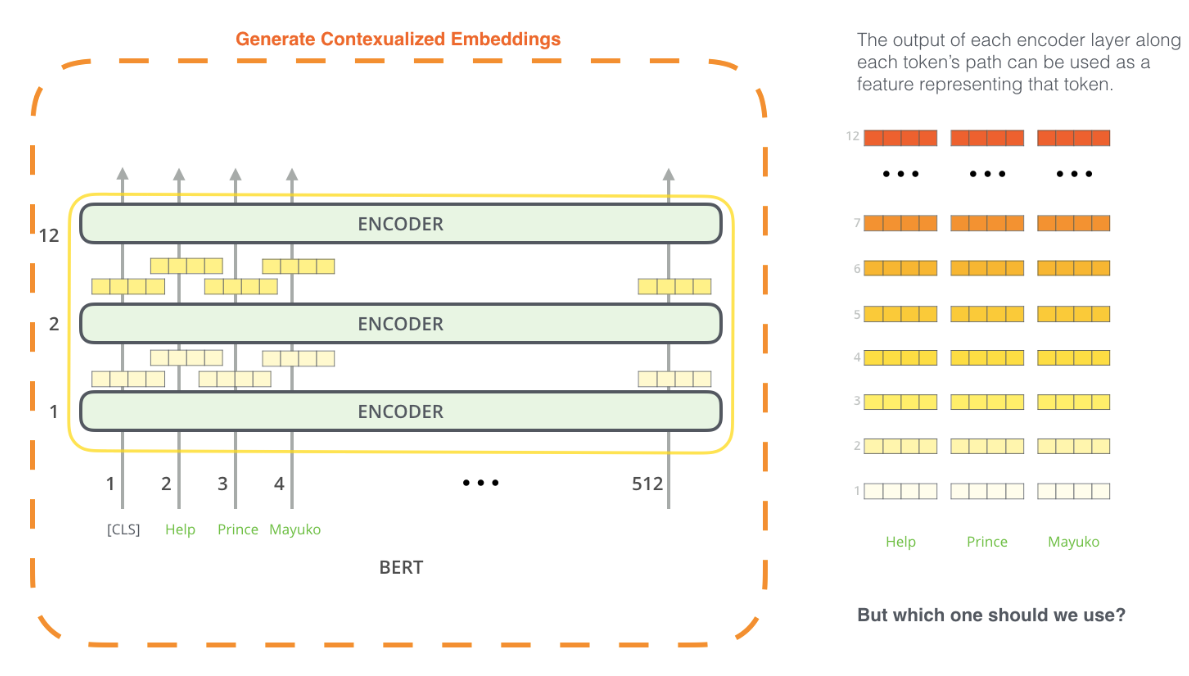 Generate Contexualized Embeddings
The output of each encoder layer along
each token's path can be used as a
feature representing that token.
12
ENCODER
2
ENCODER
1
ENCODER
1
2
3
4
•••
512
[CLS]
Help
Prince
Mayuko
BERT
12
••• ••• •••
7
6
5
4
3
2
1
Help
Prince
Mayuko
But which one should we use?